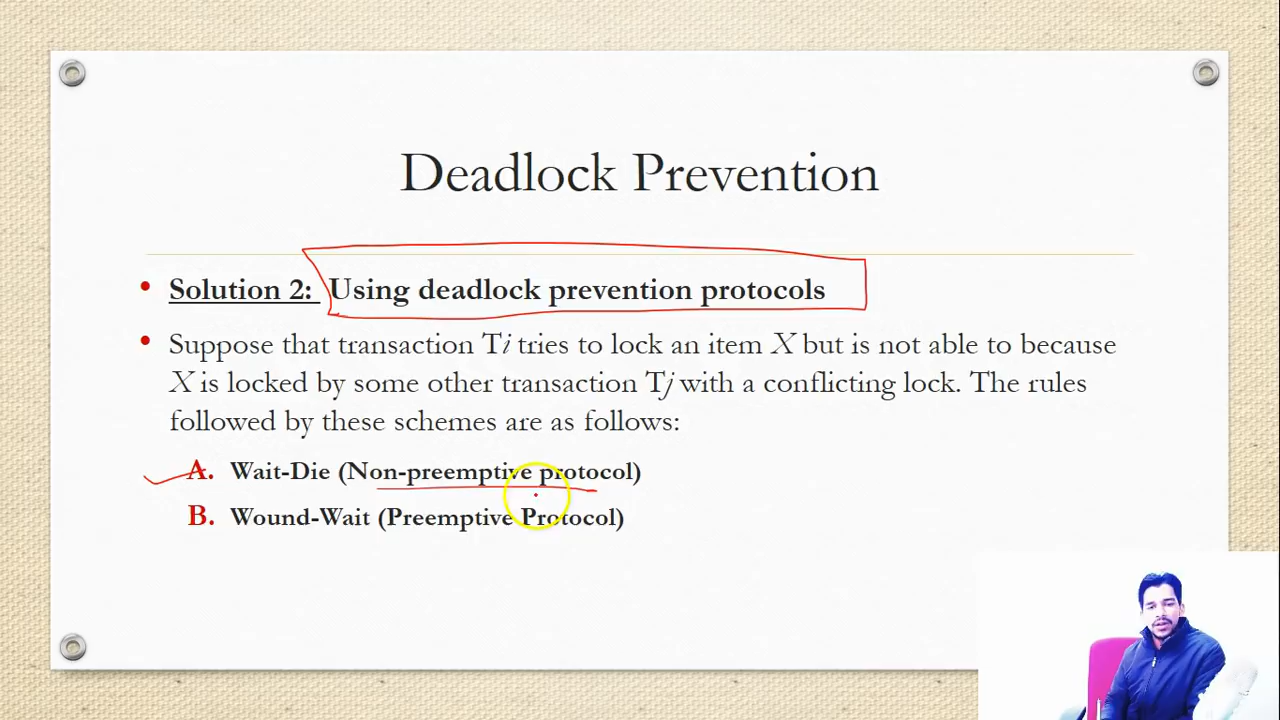 Deadlock Prevention
• Solution 2: Using deadlock prevention protocols
• Suppose that transaction Ti tries to lock an item X but is not able to because
X is locked by some other transaction Tj with a conflicting lock. The rules
followed by these schemes are as follows:
A. Wait-Die (Non-preemptive protocol)
B. Wound-Wait (Preemptive Protocol)